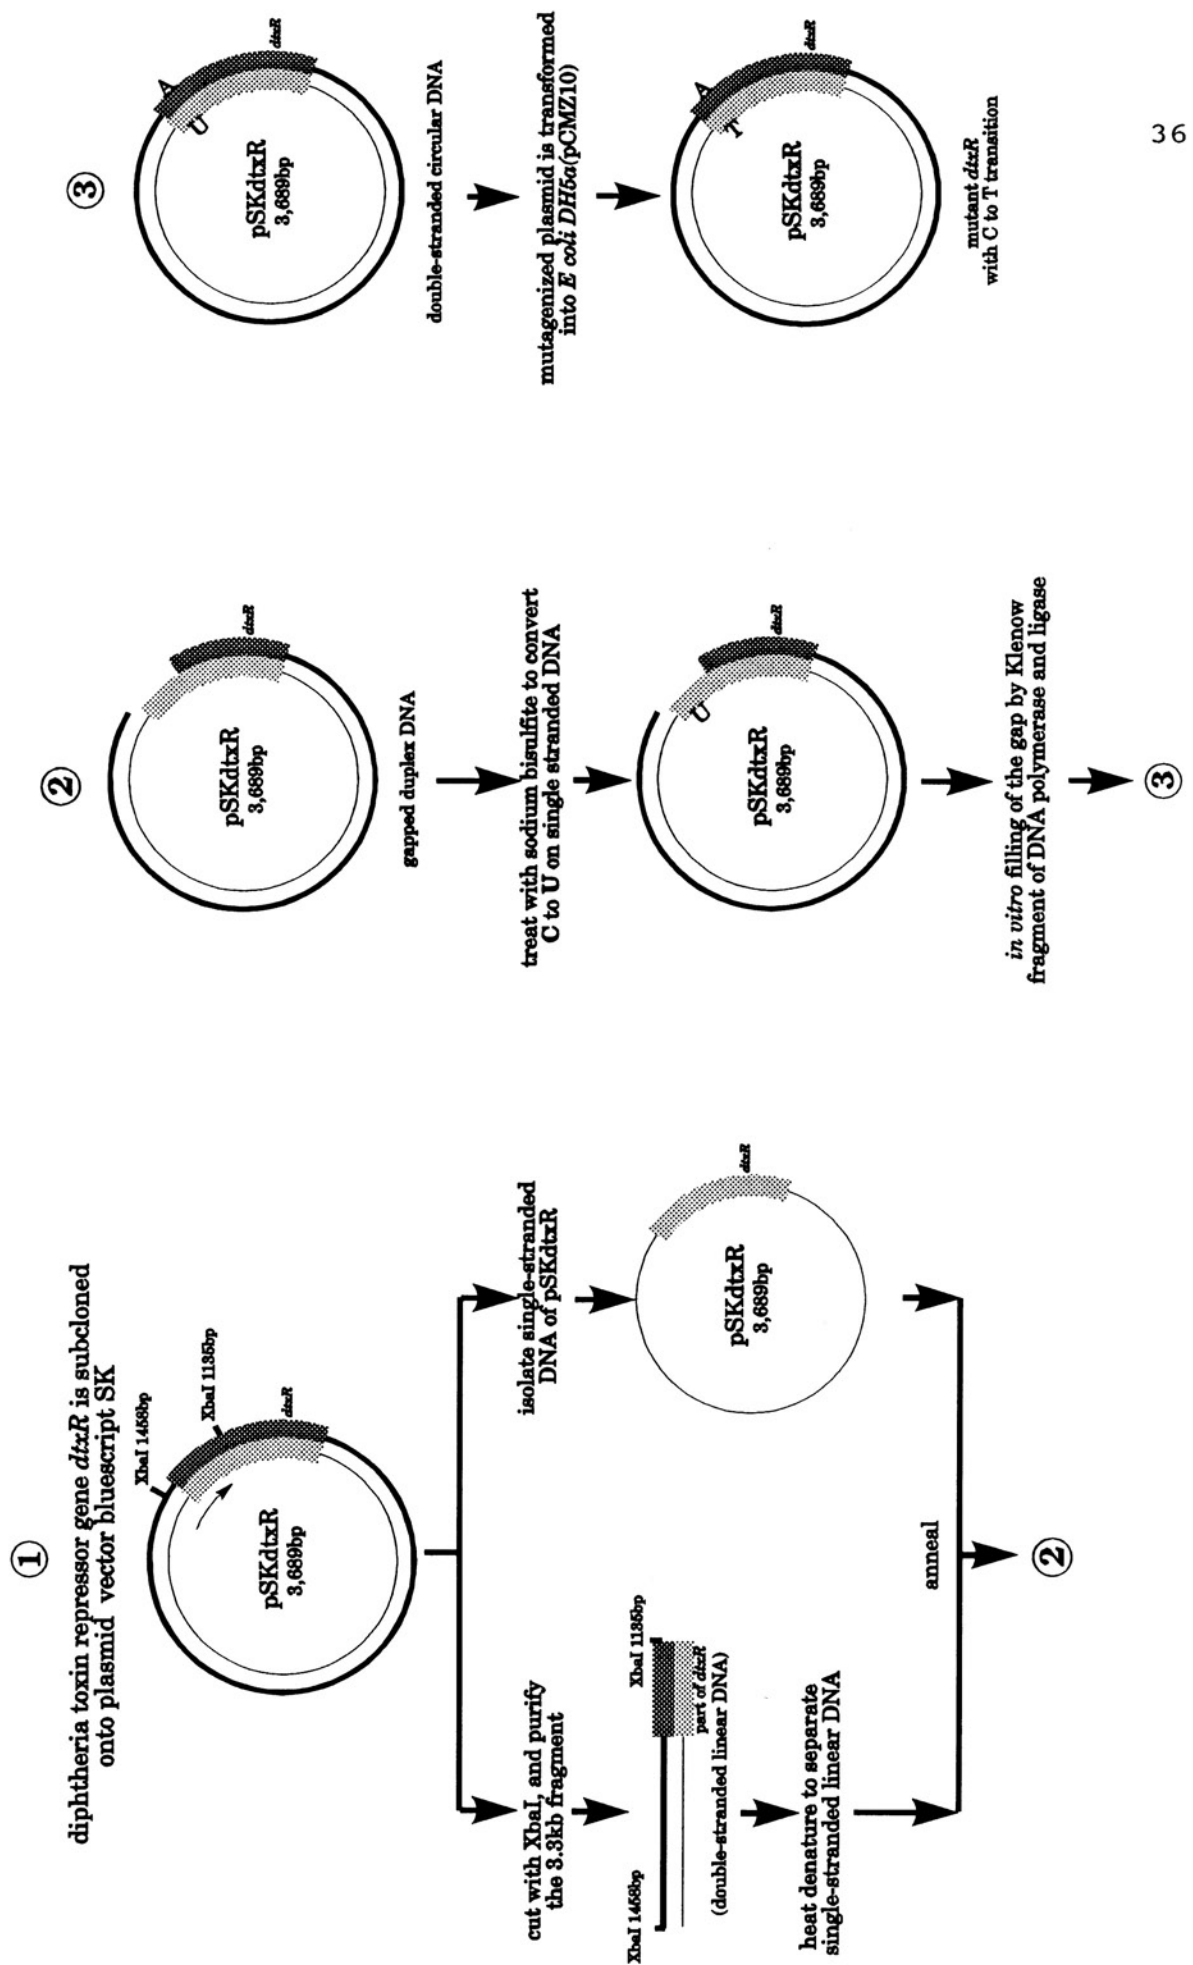 ①
diphtheria toxin repressor gene dtxR is subcloned
onto plasmid vector bluescript SK
XbaI 1458bp
XbaI 1135bp
dtxR
pSKdtxR
3,689bp
cut with XbaI, and purify
the 3.3kb fragment
XbaI 1458bp
XbaI 1135bp
part of dtxR
(double-stranded linear DNA)
heat denature to separate
single-stranded linear DNA
isolate single-stranded
DNA of pSKdtxR
dtxR
pSKdtxR
3,689bp
anneal
②
②
dtxR
pSKdtxR
3,689bp
gapped duplex DNA
treat with sodium bisulfite to convert
C to U on single stranded DNA
U
dtxR
pSKdtxR
3,689bp
in vitro filling of the gap by Klenow
fragment of DNA polymerase and ligase
③
③
A
U
dtxR
pSKdtxR
3,689bp
double-stranded circular DNA
mutagenized plasmid is transformed
into E coli DH5α(pCMZ10)
A
T
dtxR
pSKdtxR
3,689bp
mutant dtxR
with C to T transition
36